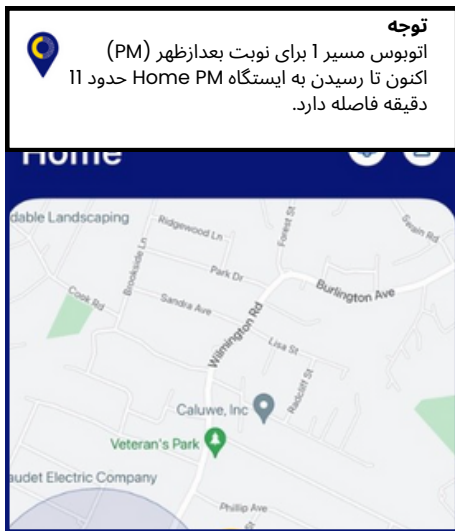 توجه
اتوبوس مسیر 1 برای نوبت بعدازظهر (PM)
اکنون تا رسیدن به ایستگاه Home PM حدود 11
دقیقه فاصله دارد.
Home
dable Landscaping
Ridgewood Ln
Forest St
Swain Rd
Brookside Ln
Park Dr
Cook Rd
Sandra Ave
Burlington Ave
Wilmington Rd
Lisa St
Radcliff St
Caluwe, Inc
Veteran's Park
audet Electric Company
Phillip Ave
St